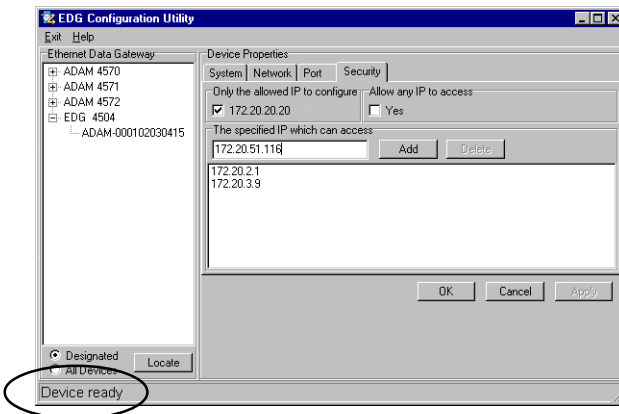 EDG Configuration Utility
Exit Help
Ethernet Data Gateway
ADAM 4570
ADAM 4571
ADAM 4572
EDG 4504
ADAM-000102030415
Device Properties
System Network Port Security
Only the allowed IP to configure
172.20.20.20
Allow any IP to access
Yes
The specified IP which can access
172.20.51.116
Add Delete
172.20.2.1
172.20.3.9
OK Cancel Apply
Designated
All Devices
Locate
Device ready